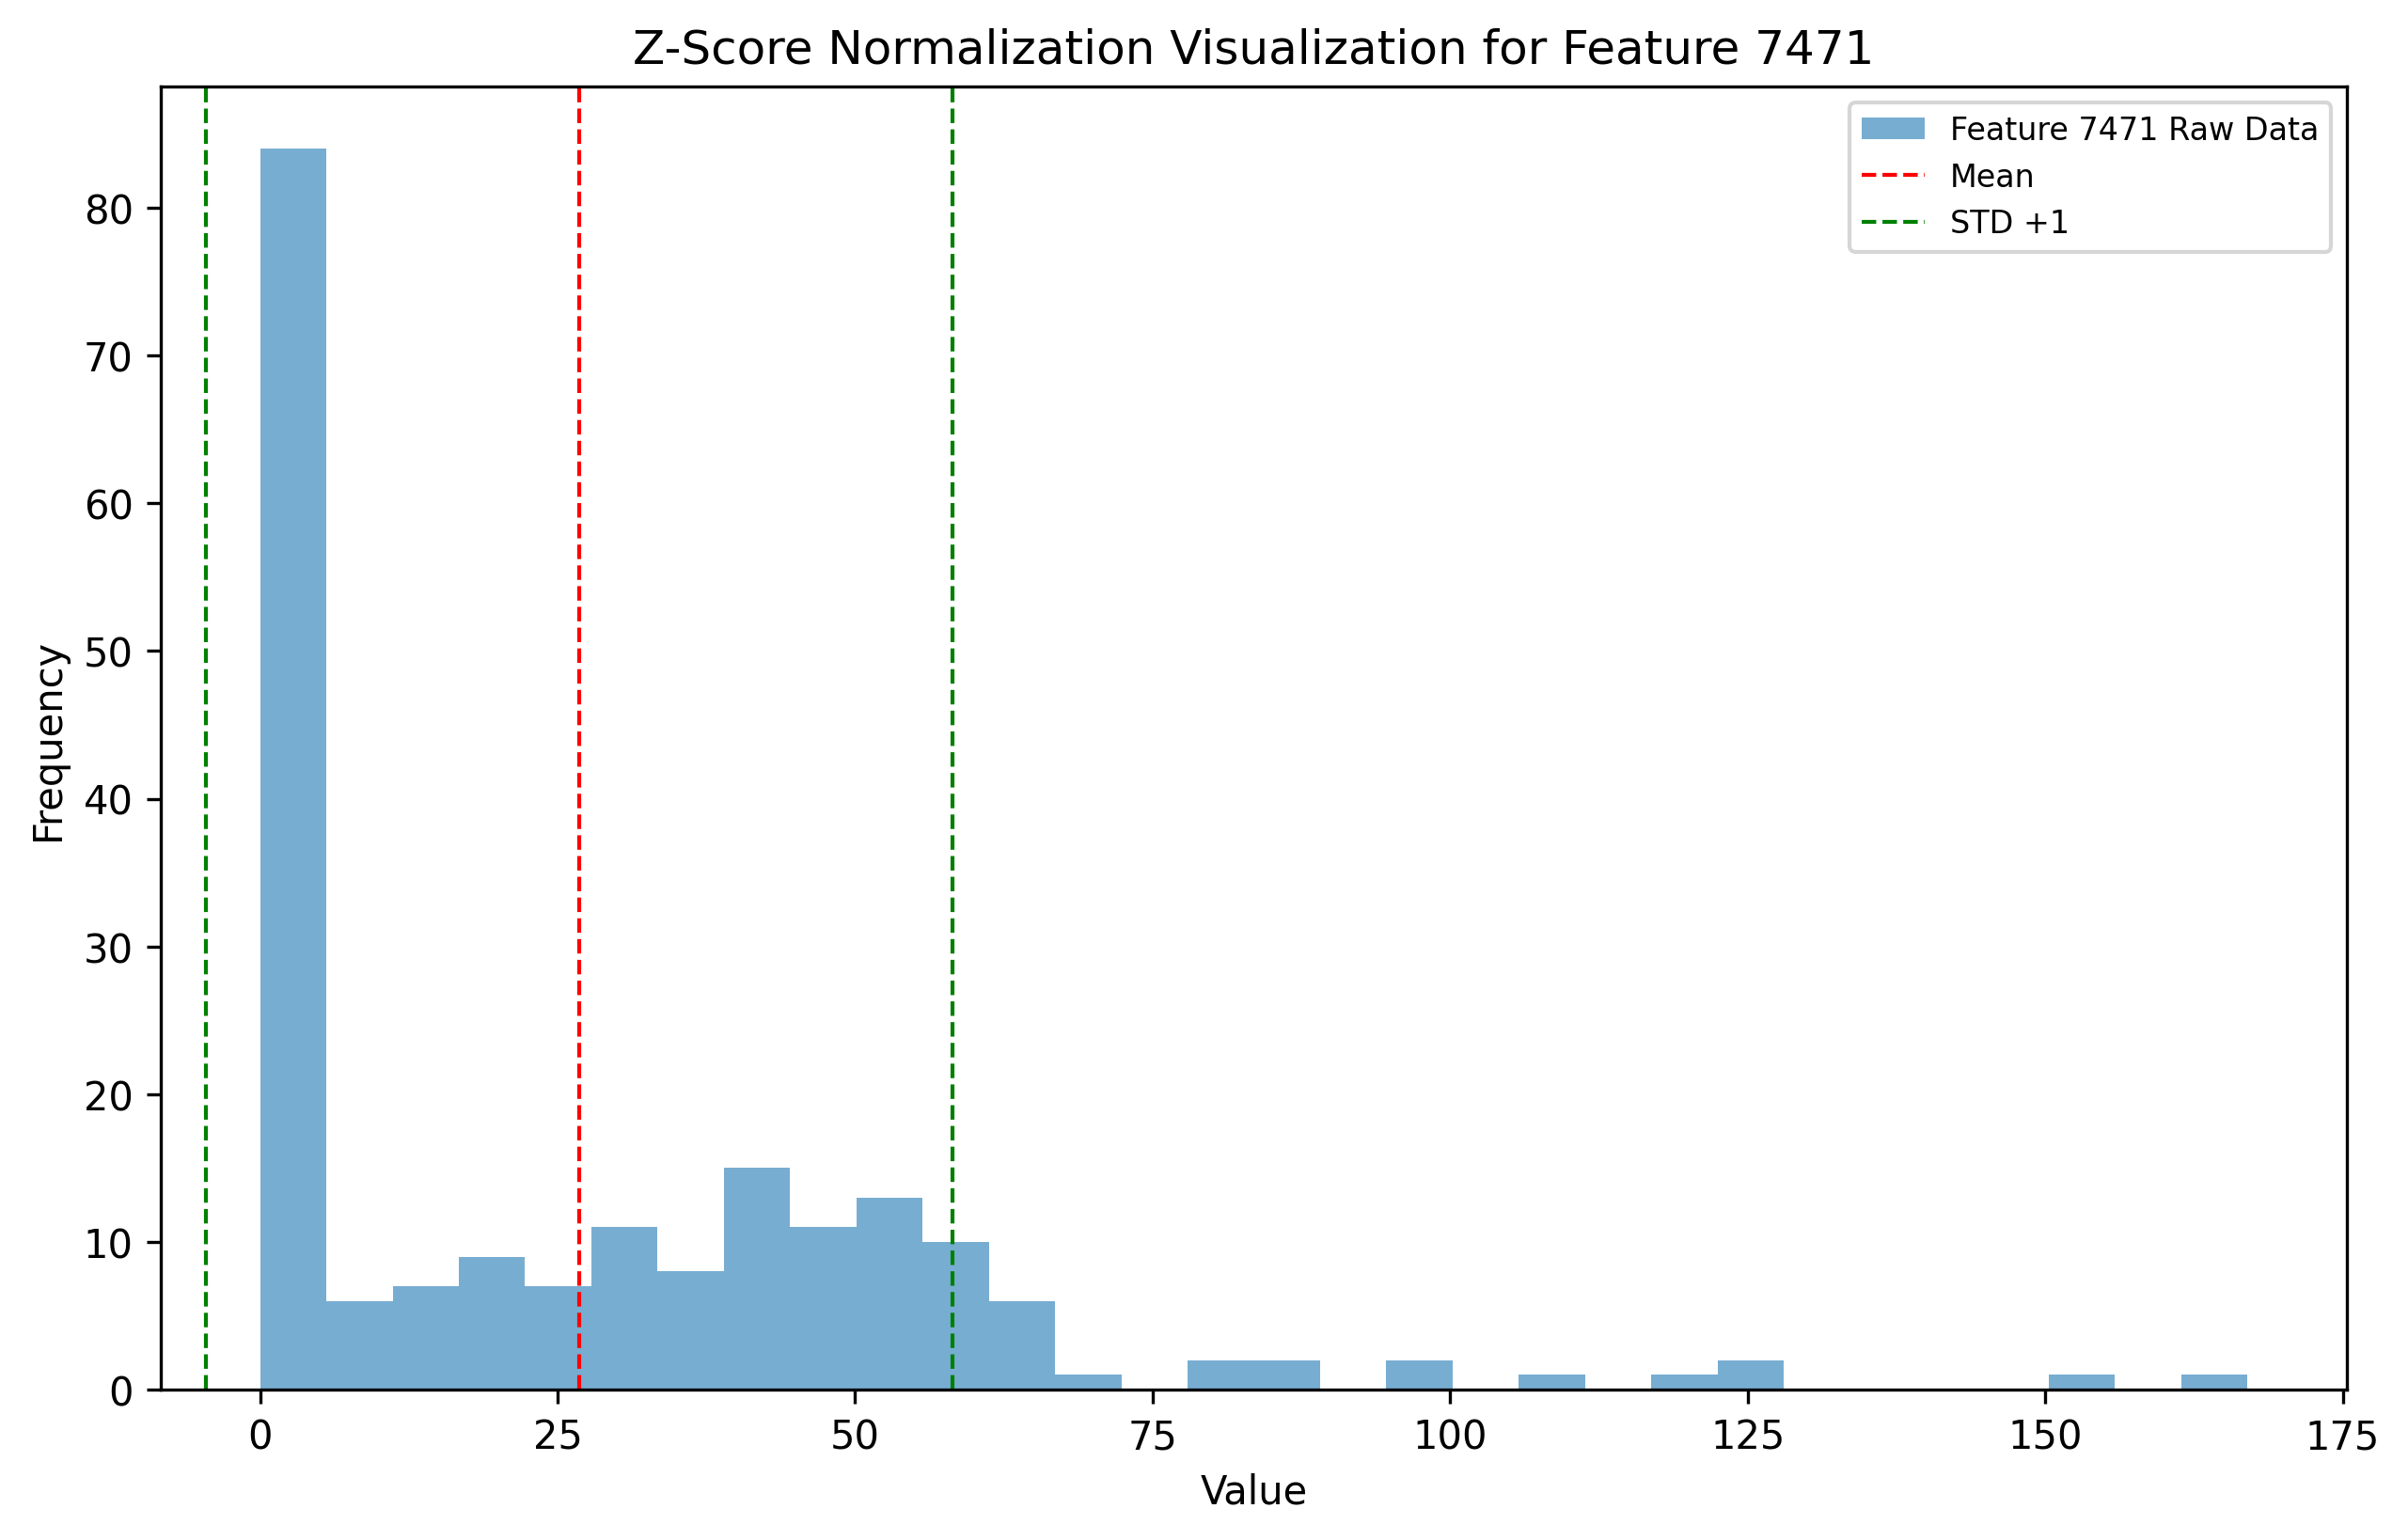 Z-Score Normalization Visualization for Feature 7471
Feature 7471 Raw Data
Mean
STD +1
Frequency
80
70
60
50
40
30
20
10
0
0 25 50 75 100 125 150 175
Value